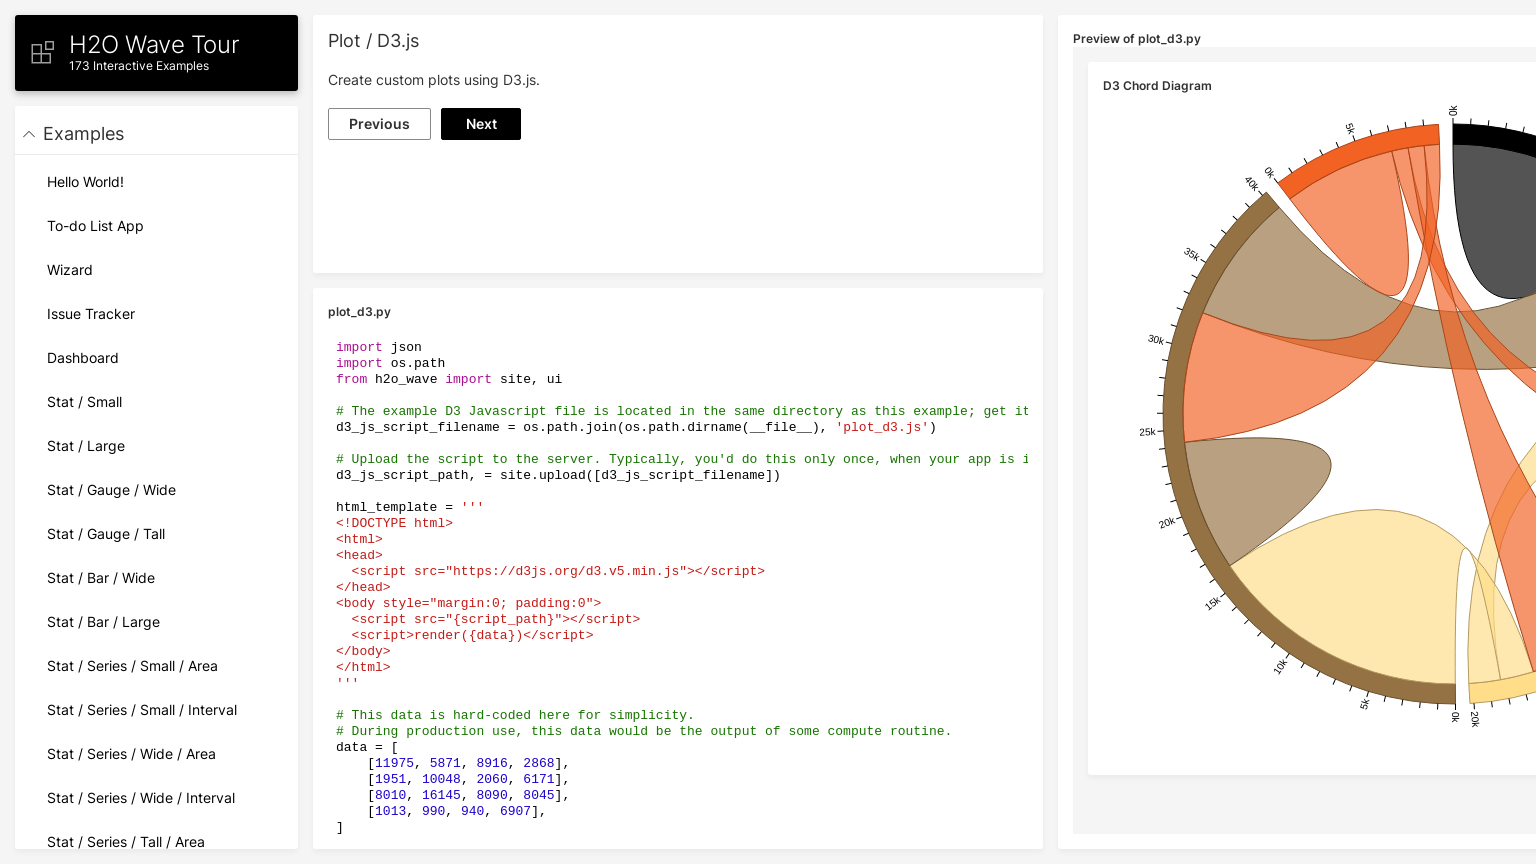 H2O Wave Tour
173 Interactive Examples
Examples
Hello World!
To-do List App
Wizard
Issue Tracker
Dashboard
Stat / Small
Stat / Large
Stat / Gauge / Wide
Stat / Gauge / Tall
Stat / Bar / Wide
Stat / Bar / Large
Stat / Series / Small / Area
Stat / Series / Small / Interval
Stat / Series / Wide / Area
Stat / Series / Wide / Interval
Stat / Series / Tall / Area
Plot / D3.js
Create custom plots using D3.js.
Previous
Next
plot_d3.py
import json
import os.path
from h2o_wave import site, ui
# The example D3 Javascript file is located in the same directory as this example; get it
d3_js_script_filename = os.path.join(os.path.dirname(__file__), 'plot_d3.js')
# Upload the script to the server. Typically, you'd do this only once, when your app is i
d3_js_script_path, = site.upload([d3_js_script_filename])
html_template = '''
<!DOCTYPE html>
<html>
<head>
  <script src="https://d3js.org/d3.v5.min.js"></script>
</head>
<body style="margin:0; padding:0">
  <script src="{script_path}"></script>
  <script>render({data})</script>
</body>
</html>
'''
# This data is hard-coded here for simplicity.
# During production use, this data would be the output of some compute routine.
data = [
    [11975, 5871, 8916, 2868],
    [1951, 10048, 2060, 6171],
    [8010, 16145, 8090, 8045],
    [1013, 990, 940, 6907],
]
Preview of plot_d3.py
D3 Chord Diagram
0k
5k
0k
40k
35k
30k
25k
20k
15k
10k
5k
0k
20k